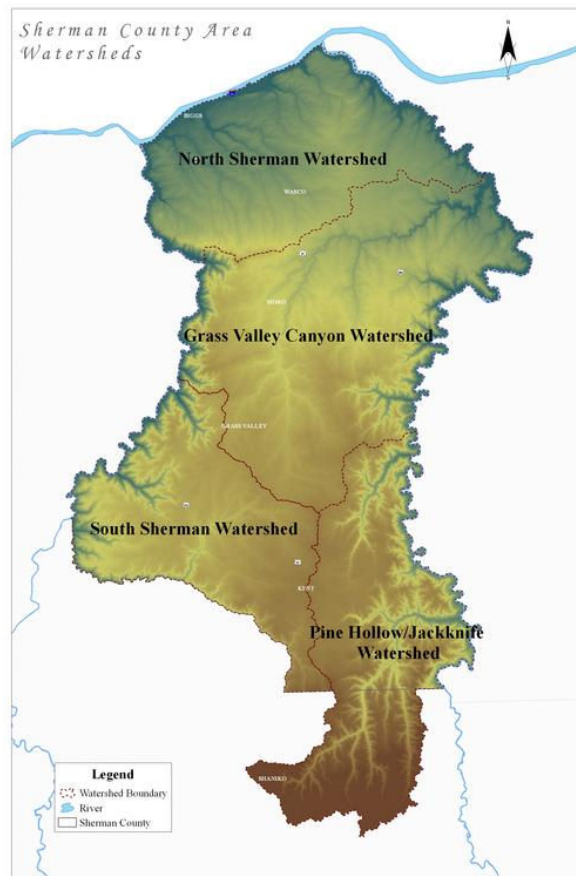 Sherman County Area
Watersheds
N
BIGGS
North Sherman Watershed
WASCO
MORO
Grass Valley Canyon Watershed
GRASS VALLEY
South Sherman Watershed
KENT
Pine Hollow/Jackknife
Watershed
SHANIKO
Legend
Watershed Boundary
River
Sherman County